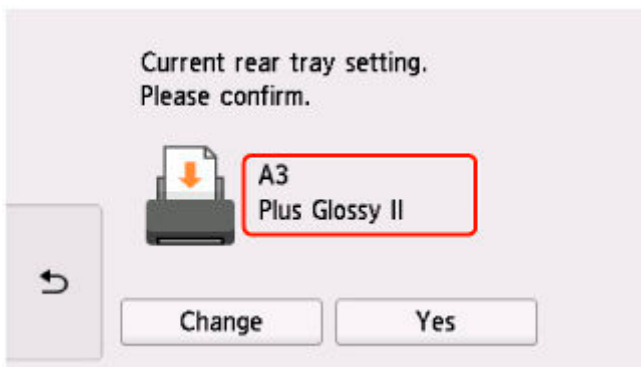 Current rear tray setting.
Please confirm.
A3
Plus Glossy II
Change
Yes